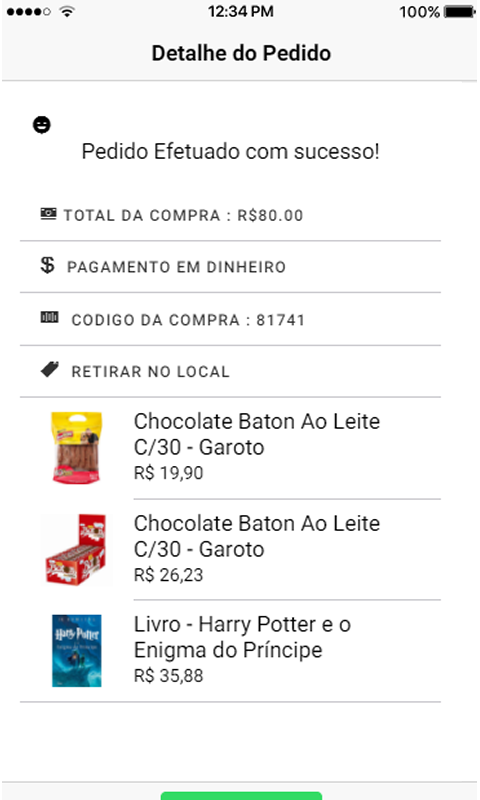 12:34 PM
100%
Detalhe do Pedido
Pedido Efetuado com sucesso!
TOTAL DA COMPRA : R$80.00
$ PAGAMENTO EM DINHEIRO
CODIGO DA COMPRA : 81741
RETIRAR NO LOCAL
Chocolate Baton Ao Leite
C/30 - Garoto
R$ 19,90
Chocolate Baton Ao Leite
C/30 - Garoto
R$ 26,23
Harry Potter
Livro - Harry Potter e o
Enigma do Príncipe
R$ 35,88